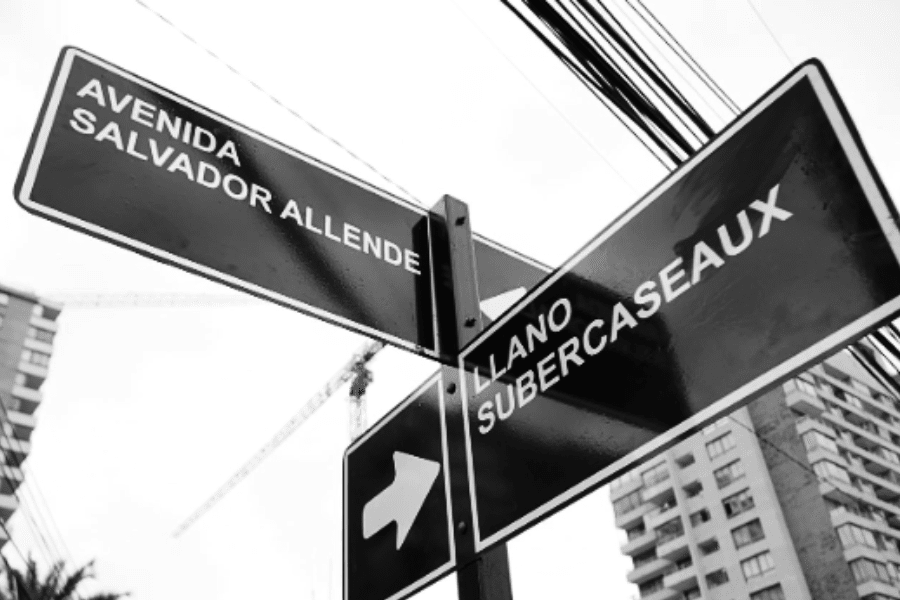 AVENIDA
SALVADOR ALLENDE
LLANO
SUBERCASEAUX